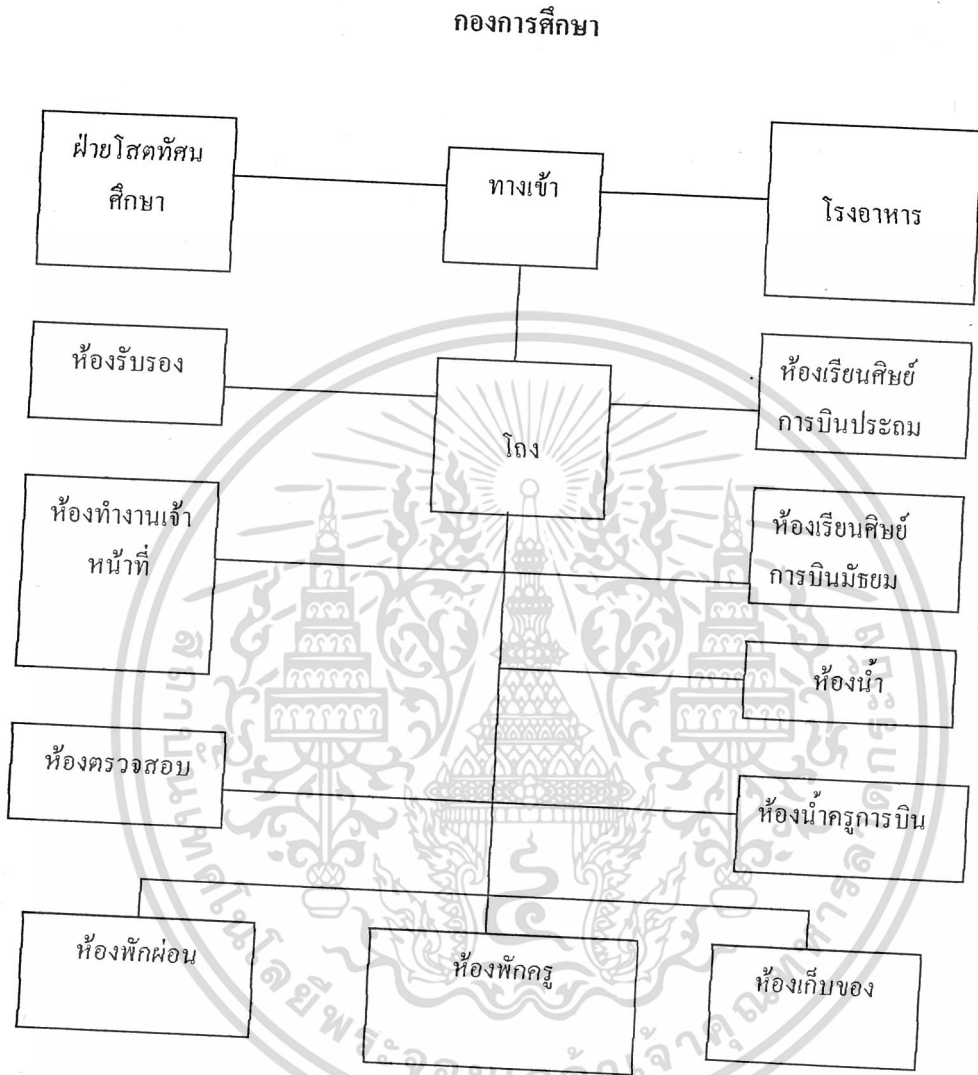 กองการศึกษา
ฝ่ายโสตทัศน
ศึกษา
ทางเข้า
โรงอาหาร
ห้องรับรอง
โถง
ห้องเรียนศิษย์
การบินประถม
ห้องทำงานเจ้า
หน้าที่
ห้องเรียนศิษย์
การบินมัธยม
ห้องน้ำ
ห้องตรวจสอบ
ห้องน้ำครูการบิน
ห้องพักผ่อน
ห้องพักครู
ห้องเก็บของ